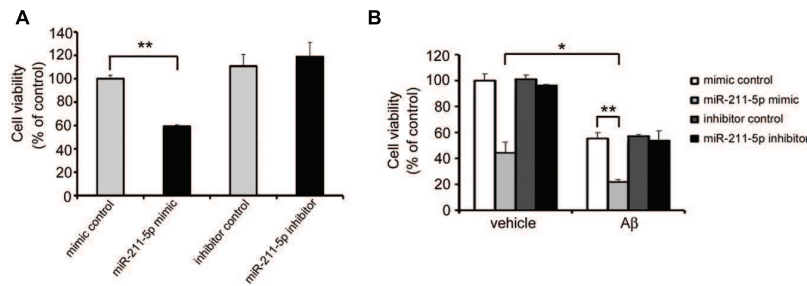 A
Cell viability
(% of control)
140
120
100
80
60
40
20
0
**
mimic control
miR-211-5p mimic
inhibitor control
miR-211-5p inhibitor
B
Cell viability
(% of control)
120
100
80
60
40
20
0
*
**
vehicle
Aβ
mimic control
miR-211-5p mimic
inhibitor control
miR-211-5p inhibitor